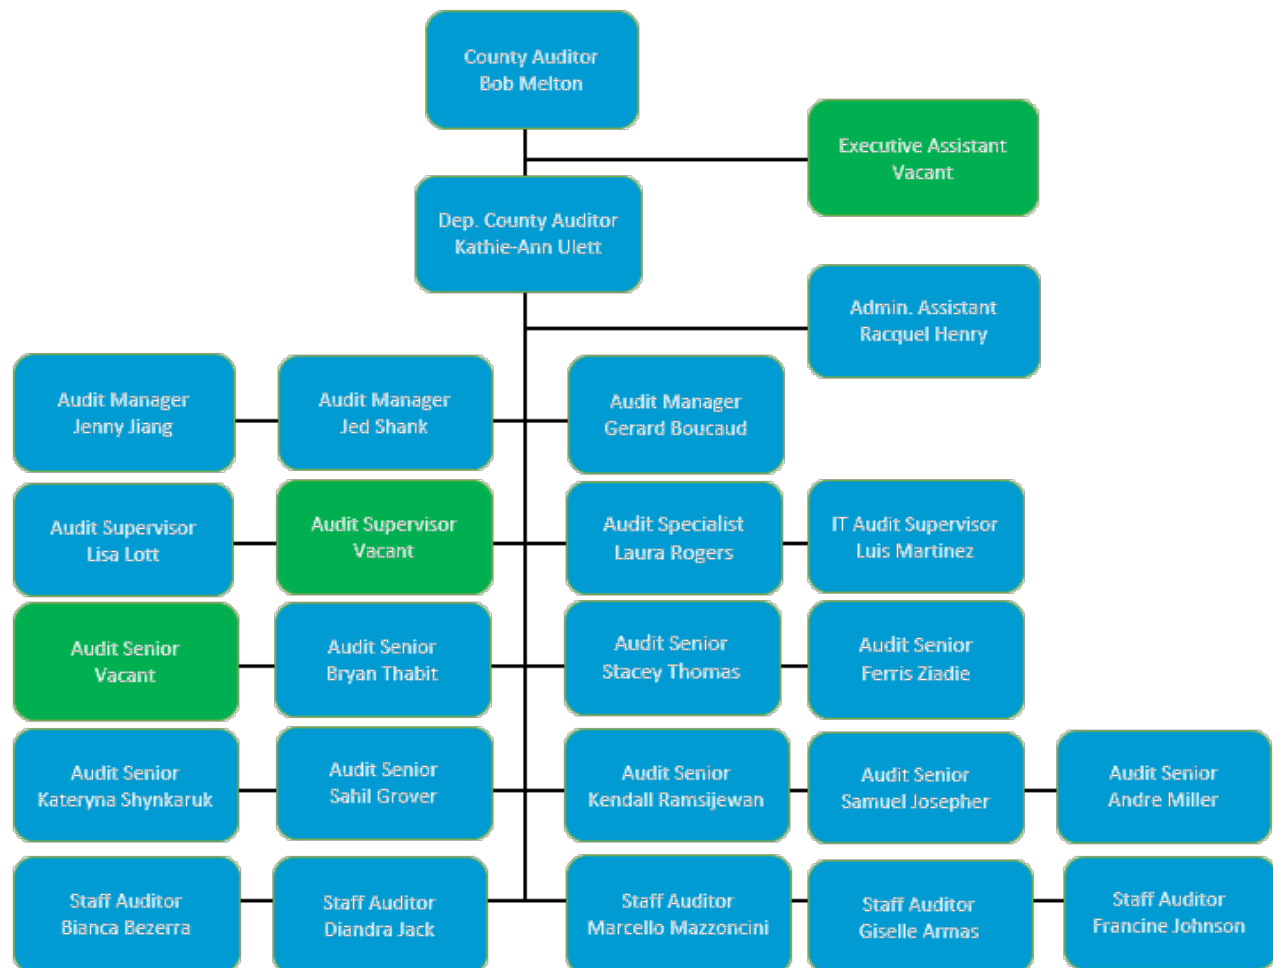 County Auditor
Bob Melton
Executive Assistant
Vacant
Dep. County Auditor
Kathie-Ann Ulett
Admin. Assistant
Racquel Henry
Audit Manager
Jenny Jiang
Audit Manager
Jed Shank
Audit Manager
Gerard Boucaud
Audit Supervisor
Lisa Lott
Audit Supervisor
Vacant
Audit Specialist
Laura Rogers
IT Audit Supervisor
Luis Martinez
Audit Senior
Vacant
Audit Senior
Bryan Thabit
Audit Senior
Stacey Thomas
Audit Senior
Ferris Ziadie
Audit Senior
Kateryna Shynkaruk
Audit Senior
Sahil Grover
Audit Senior
Kendall Ramsijewan
Audit Senior
Samuel Josepher
Audit Senior
Andre Miller
Staff Auditor
Bianca Bezerra
Staff Auditor
Diandra Jack
Staff Auditor
Marcello Mazzoncini
Staff Auditor
Giselle Armas
Staff Auditor
Francine Johnson